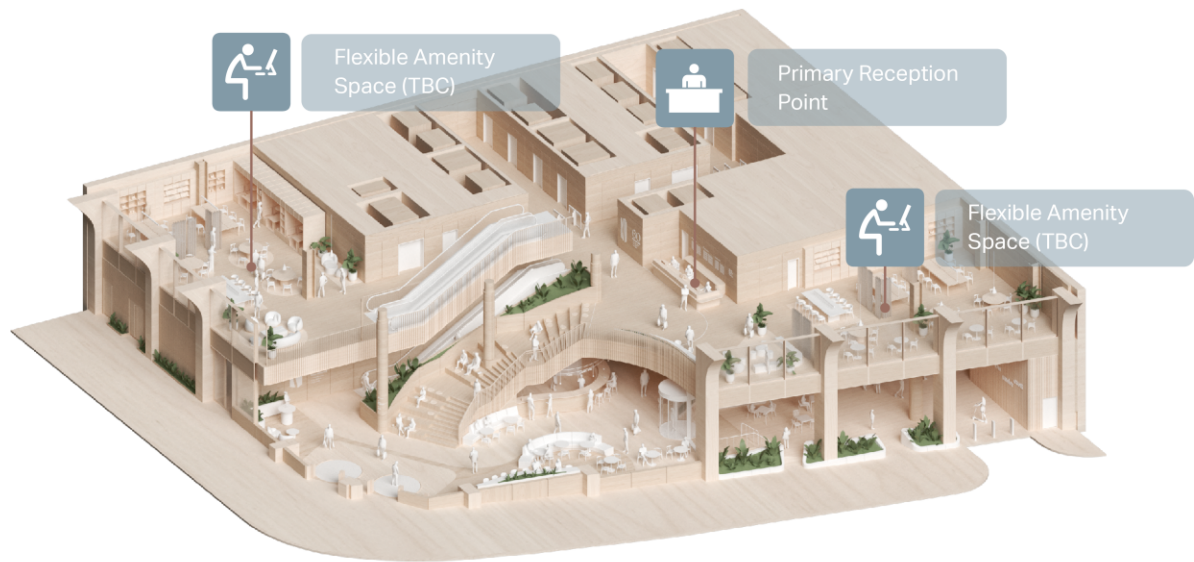 Flexible Amenity
Space (TBC)
Primary Reception
Point
Flexible Amenity
Space (TBC)